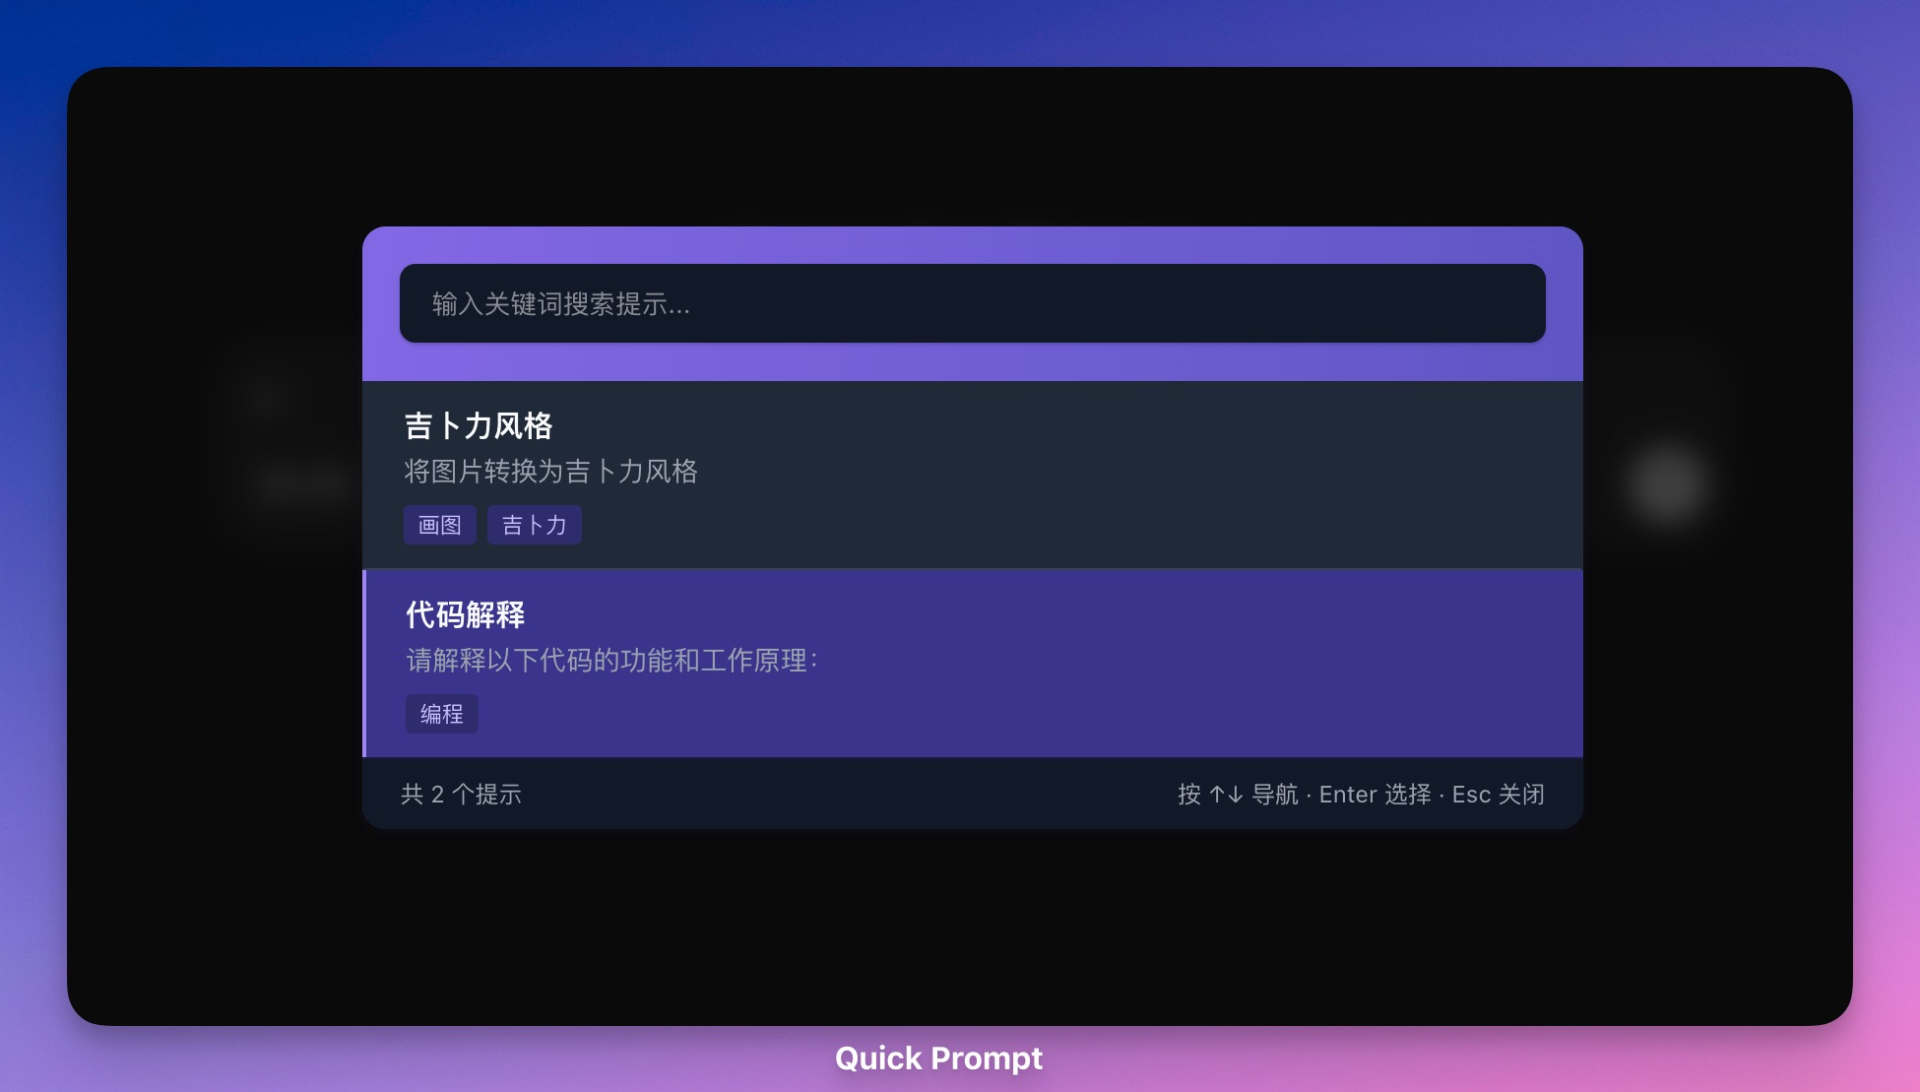 输入关键词搜索提示...
吉卜力风格
将图片转换为吉卜力风格
画图 吉卜力
代码解释
请解释以下代码的功能和工作原理：
编程
共 2 个提示
按 ↑↓ 导航 · Enter 选择 · Esc 关闭
Quick Prompt